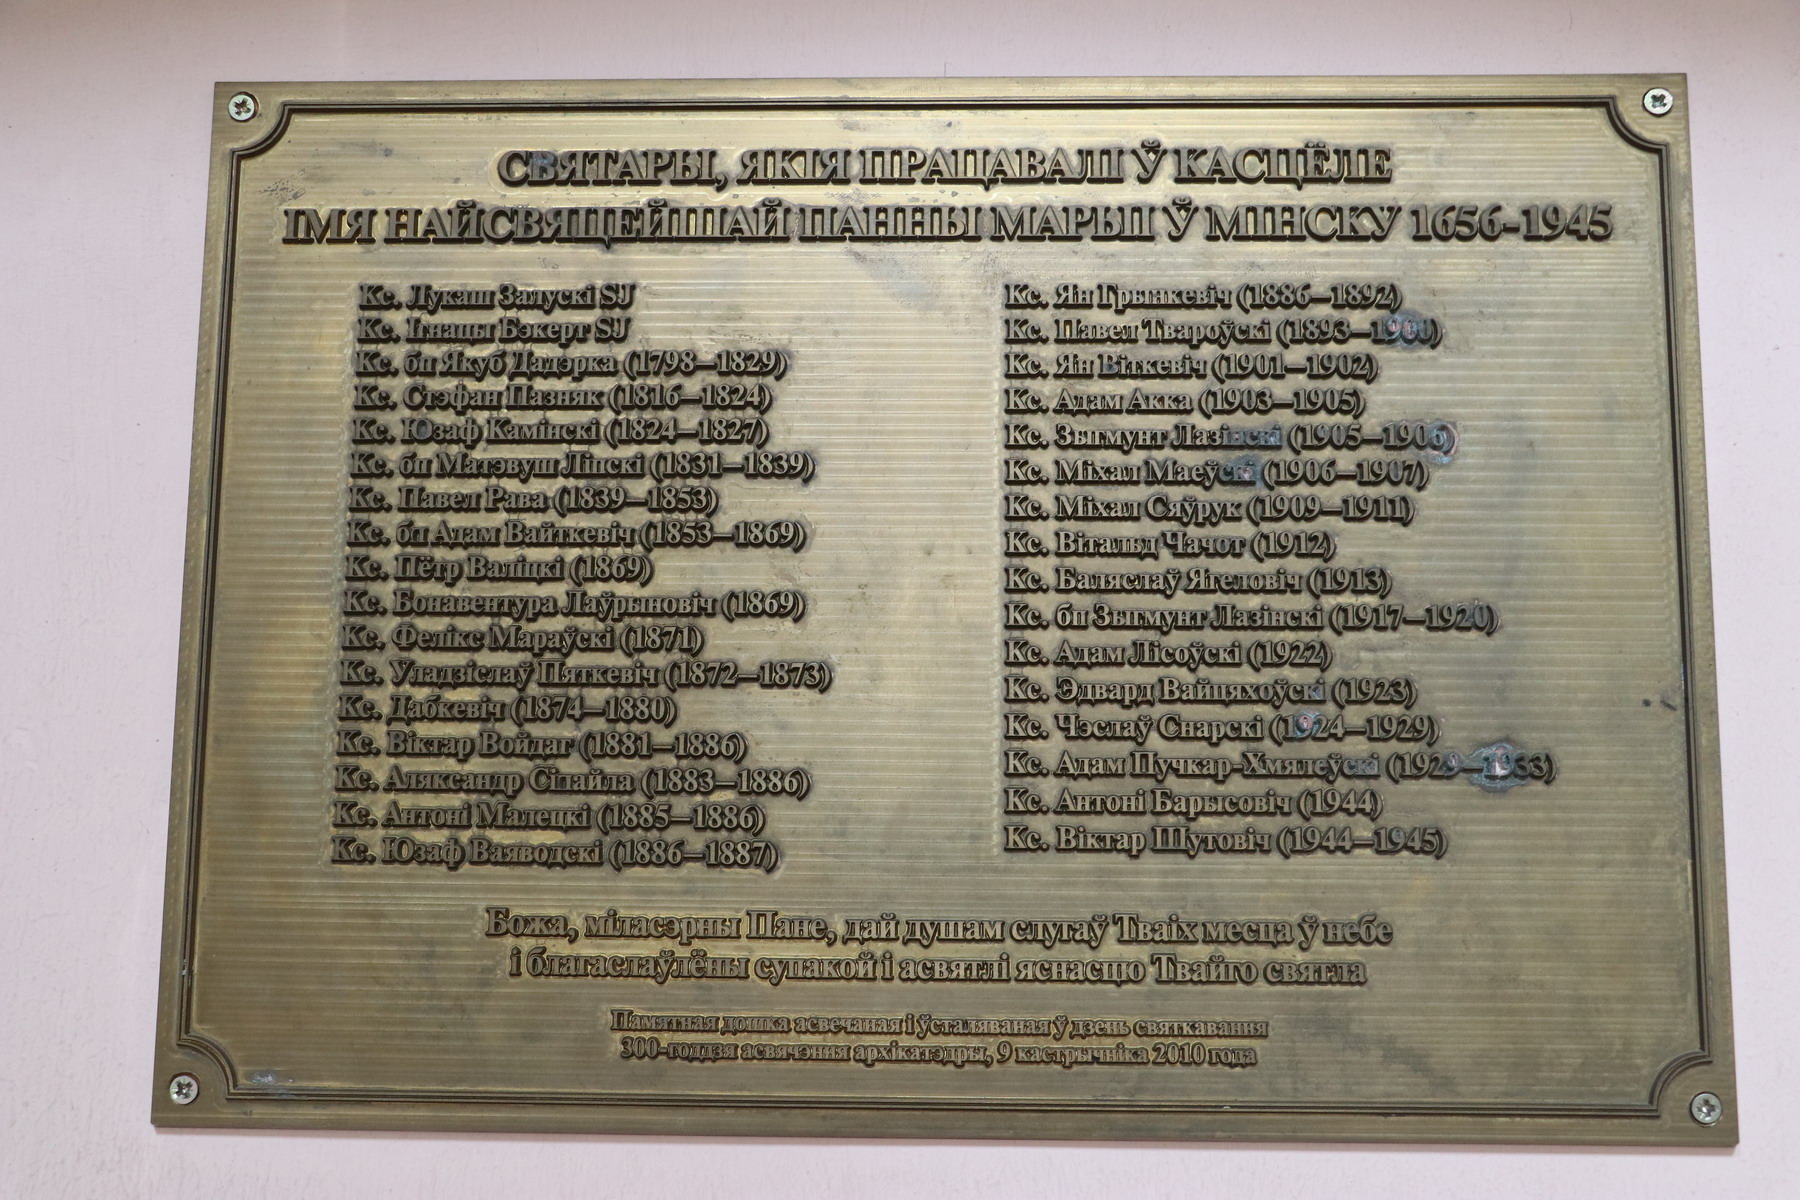 СВЯТАРЫ, ЯКІЯ ПРАЦАВАЛІ Ў КАСЦЁЛЕ
ІМЯ НАЙСВЯЦЕЙШАЙ ПАННЫ МАРЫІ Ў МІНСКУ 1656-1945
Кс. Лукаш Залускі SJ
Кс. Ігнацы Бэкерт SJ
Кс. бп Якуб Дадэрка (1798–1829)
Кс. Стэфан Пазняк (1816–1824)
Кс. Юзаф Камінскі (1824–1827)
Кс. бп Матэвуш Ліпскі (1831–1839)
Кс. Павел Рава (1839–1853)
Кс. бп Адам Вайткевіч (1853–1869)
Кс. Пётр Валіцкі (1869)
Кс. Бонавентура Лаўрыновіч (1869)
Кс. Фелікс Мараўскі (1871)
Кс. Уладзіслаў Пяткевіч (1872–1873)
Кс. Дабкевіч (1874–1880)
Кс. Віктар Войдаг (1881–1886)
Кс. Аляксандр Сіпайла (1883–1886)
Кс. Антоні Малецкі (1885–1886)
Кс. Юзаф Ваяводскі (1886–1887)
Кс. Ян Грынкевіч (1886–1892)
Кс. Павел Твароўскі (1893–1900)
Кс. Ян Віткевіч (1901–1902)
Кс. Адам Акка (1903–1905)
Кс. Зыгмунт Лазінскі (1905–1906)
Кс. Міхал Маеўскі (1906–1907)
Кс. Міхал Сяўрук (1909–1911)
Кс. Вітальд Чачот (1912)
Кс. Баляслаў Ягеловіч (1913)
Кс. бп Зыгмунт Лазінскі (1917–1920)
Кс. Адам Лісоўскі (1922)
Кс. Эдвард Вайцяхоўскі (1923)
Кс. Чэслаў Снарскі (1924–1929)
Кс. Адам Пучкар-Хмялеўскі (1929–1933)
Кс. Антоні Барысовіч (1944)
Кс. Віктар Шутовіч (1944–1945)
Божа, міласэрны Пане, дай душам слугаў Тваіх месца ў небе
і благаслаўлёны супакой і асвятлі яснасцю Твайго святла
Памятная дошка асвечаная і ўсталяваная ў дзень святкавання
300-годдзя асвячэння архікатэдры, 9 кастрычніка 2010 года